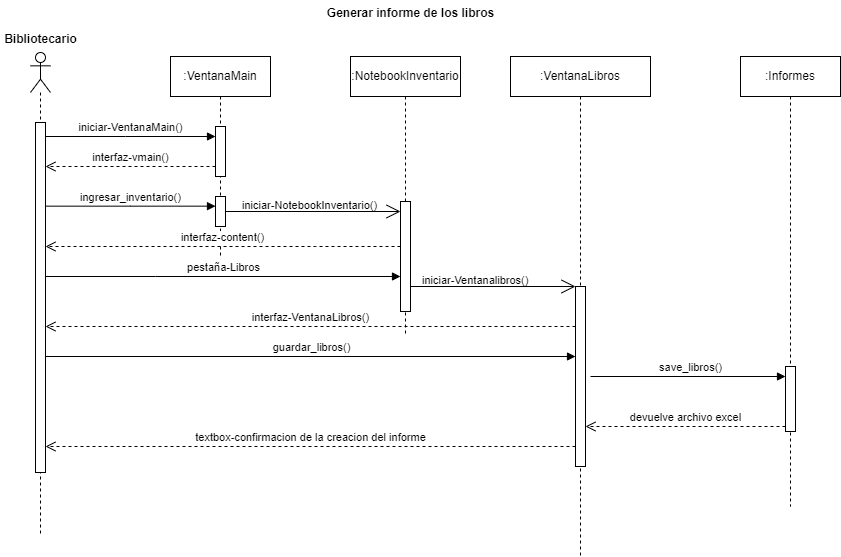 Generar informe de los libros
Bibliotecario
:VentanaMain
:NotebookInventario
:VentanaLibros
:Informes
iniciar-VentanaMain()
interfaz-vmain()
ingresar_inventario()
iniciar-NotebookInventario()
interfaz-content()
pestaña-Libros
iniciar-Ventanalibros()
interfaz-VentanaLibros()
guardar_libros()
save_libros()
devuelve archivo excel
textbox-confirmacion de la creacion del informe